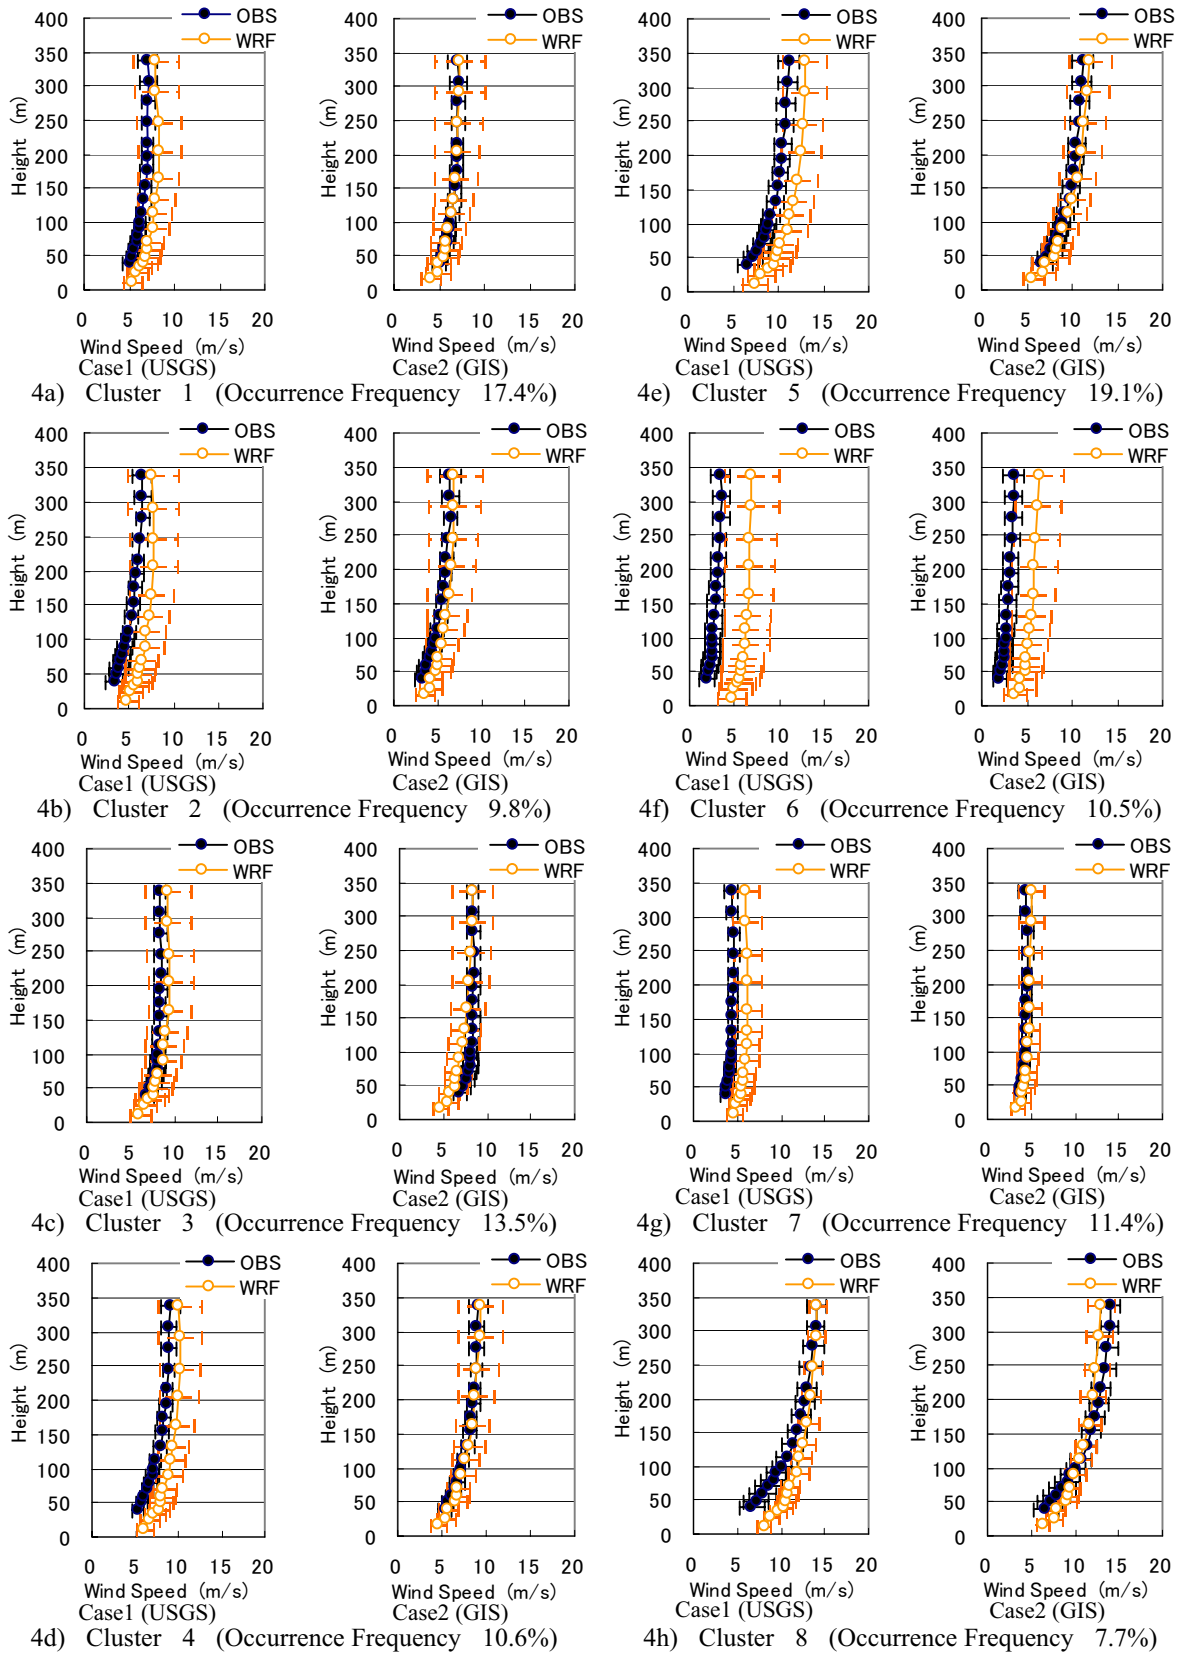 400 OBS
350 WRF
300
250
200
150
100
50
0
Height (m)
0 5 10 15 20
Wind Speed (m/s)
Case1 (USGS)
400 OBS
350 WRF
300
250
200
150
100
50
0
Height (m)
0 5 10 15 20
Wind Speed (m/s)
Case2 (GIS)
4a) Cluster 1 (Occurrence Frequency 17.4%)
400 OBS
350 WRF
300
250
200
150
100
50
0
Height (m)
0 5 10 15 20
Wind Speed (m/s)
Case1 (USGS)
400 OBS
350 WRF
300
250
200
150
100
50
0
Height (m)
0 5 10 15 20
Wind Speed (m/s)
Case2 (GIS)
4e) Cluster 5 (Occurrence Frequency 19.1%)
400 OBS
350 WRF
300
250
200
150
100
50
0
Height (m)
0 5 10 15 20
Wind Speed (m/s)
Case1 (USGS)
400 OBS
350 WRF
300
250
200
150
100
50
0
Height (m)
0 5 10 15 20
Wind Speed (m/s)
Case2 (GIS)
4b) Cluster 2 (Occurrence Frequency 9.8%)
400 OBS
350 WRF
300
250
200
150
100
50
0
Height (m)
0 5 10 15 20
Wind Speed (m/s)
Case1 (USGS)
400 OBS
350 WRF
300
250
200
150
100
50
0
Height (m)
0 5 10 15 20
Wind Speed (m/s)
Case2 (GIS)
4f) Cluster 6 (Occurrence Frequency 10.5%)
400 OBS
350 WRF
300
250
200
150
100
50
0
Height (m)
0 5 10 15 20
Wind Speed (m/s)
Case1 (USGS)
400 OBS
350 WRF
300
250
200
150
100
50
0
Height (m)
0 5 10 15 20
Wind Speed (m/s)
Case2 (GIS)
4c) Cluster 3 (Occurrence Frequency 13.5%)
400 OBS
350 WRF
300
250
200
150
100
50
0
Height (m)
0 5 10 15 20
Wind Speed (m/s)
Case1 (USGS)
400 OBS
350 WRF
300
250
200
150
100
50
0
Height (m)
0 5 10 15 20
Wind Speed (m/s)
Case2 (GIS)
4g) Cluster 7 (Occurrence Frequency 11.4%)
400 OBS
350 WRF
300
250
200
150
100
50
0
Height (m)
0 5 10 15 20
Wind Speed (m/s)
Case1 (USGS)
400 OBS
350 WRF
300
250
200
150
100
50
0
Height (m)
0 5 10 15 20
Wind Speed (m/s)
Case2 (GIS)
4d) Cluster 4 (Occurrence Frequency 10.6%)
400 OBS
350 WRF
300
250
200
150
100
50
0
Height (m)
0 5 10 15 20
Wind Speed (m/s)
Case1 (USGS)
400 OBS
350 WRF
300
250
200
150
100
50
0
Height (m)
0 5 10 15 20
Wind Speed (m/s)
Case2 (GIS)
4h) Cluster 8 (Occurrence Frequency 7.7%)